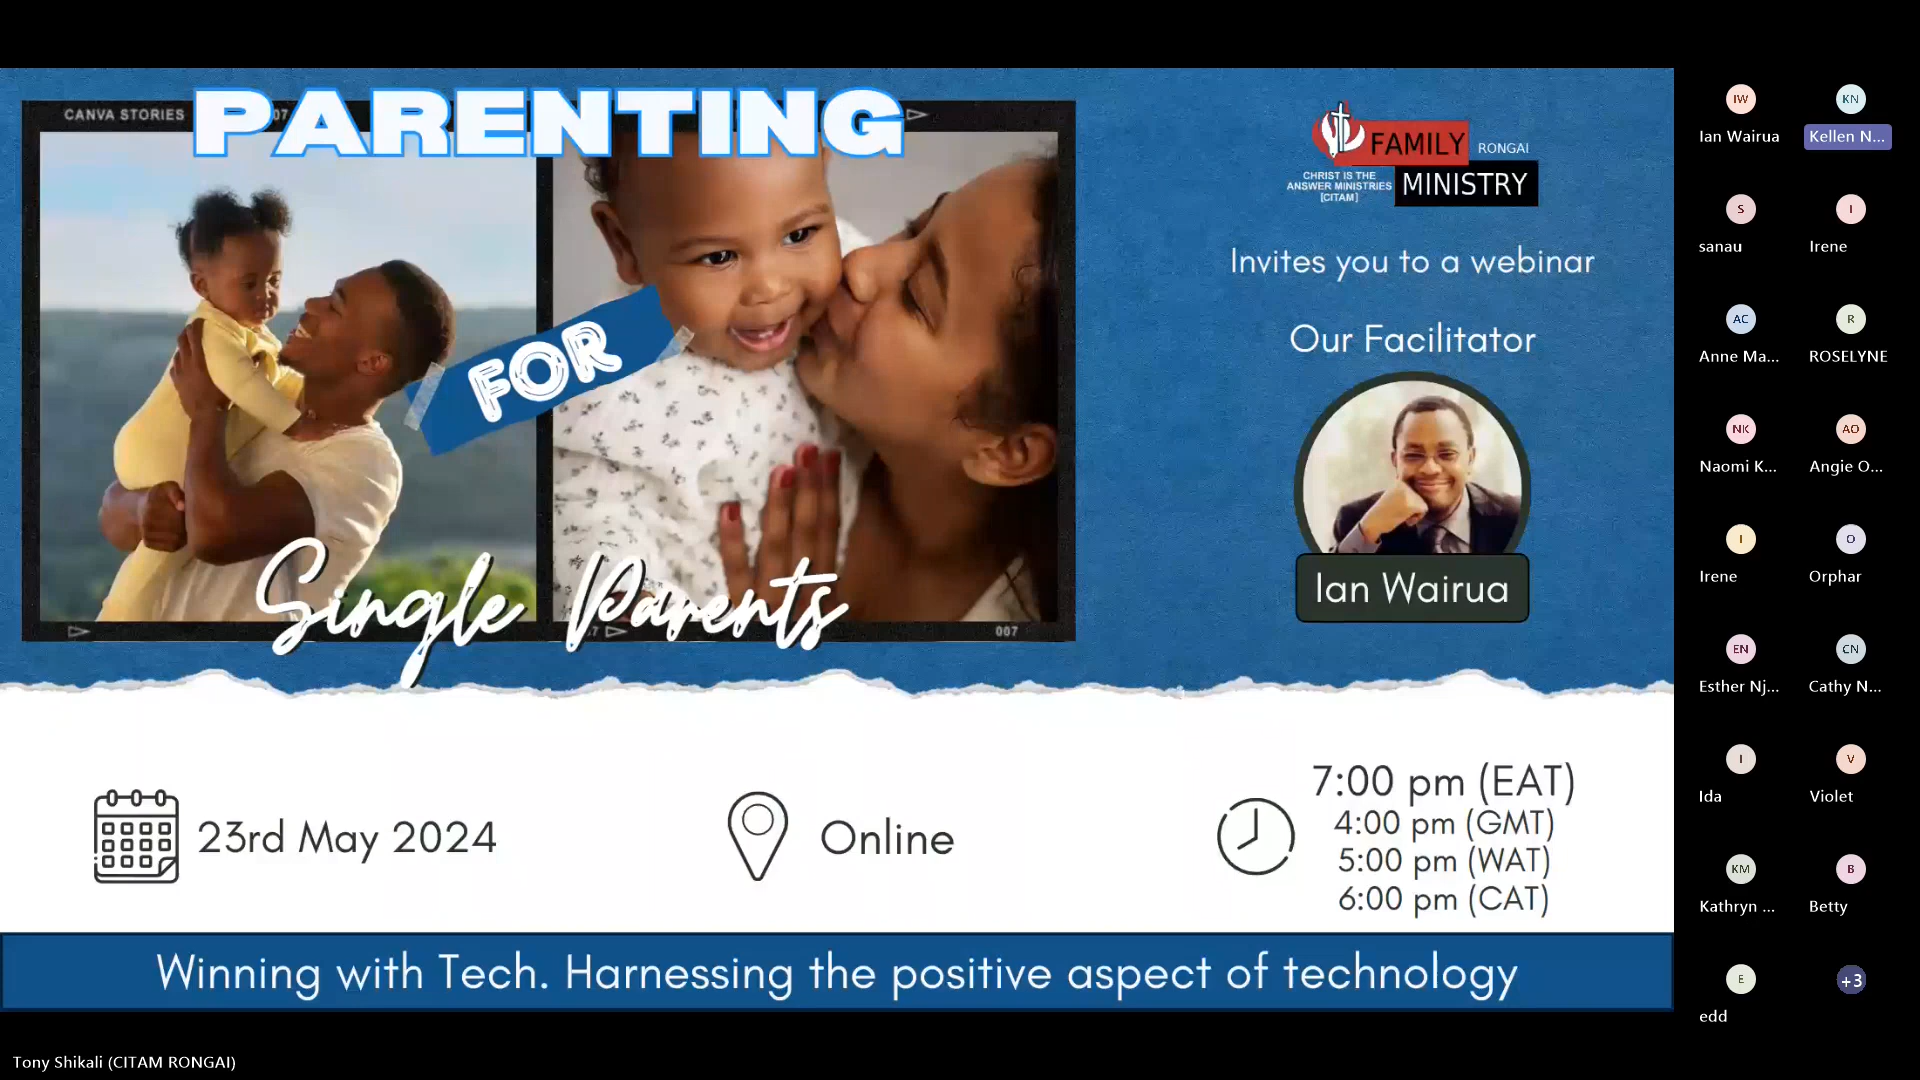 CANVA STORIES
07
PARENTING
FOR
Single Parents
7
007
FAMILY
RONGAI
CHRIST IS THE
ANSWER MINISTRIES
[CITAM]
MINISTRY
Invites you to a webinar
Our Facilitator
Ian Wairua
23rd May 2024
Online
7:00 pm (EAT)
4:00 pm (GMT)
5:00 pm (WAT)
6:00 pm (CAT)
Winning with Tech. Harnessing the positive aspect of technology
Tony Shikali (CITAM RONGAI)
IW
Ian Wairua
KN
Kellen N...
S
sanau
I
Irene
AC
Anne Ma...
R
ROSELYNE
NK
Naomi K...
AO
Angie O...
I
Irene
O
Orphar
EN
Esther Nj...
CN
Cathy N...
I
Ida
V
Violet
KM
Kathryn ...
B
Betty
E
edd
+3